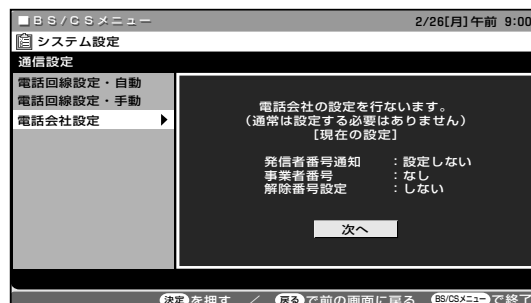 ■BS/CSメニュー 2/26[月]午前 9:00
システム設定
通信設定
電話回線設定・自動
電話回線設定・手動
電話会社設定 ▶
電話会社の設定を行ないます。
(通常は設定する必要はありません)
[現在の設定]
発信者番号通知 :設定しない
事業者番号 :なし
解除番号設定 :しない
次へ
決定を押す / 戻るで前の画面に戻る BS/CSメニューで終了